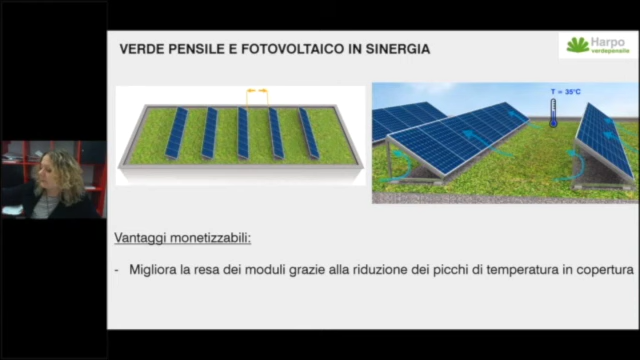 VERDE PENSILE E FOTOVOLTAICO IN SINERGIA
Harpo
verdepensile
T = 35°C
Vantaggi monetizzabili:
- Migliora la resa dei moduli grazie alla riduzione dei picchi di temperatura in copertura